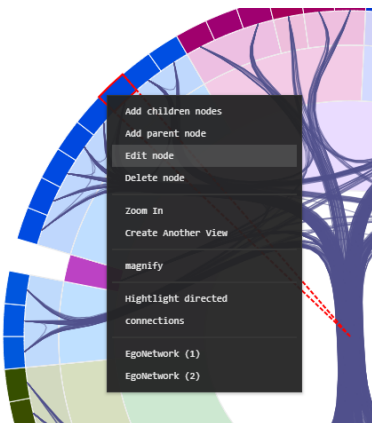 Add children nodes
Add parent node
Edit node
Delete node
Zoom In
Create Another View
magnify
Hightlight directed
connections
EgoNetwork (1)
EgoNetwork (2)